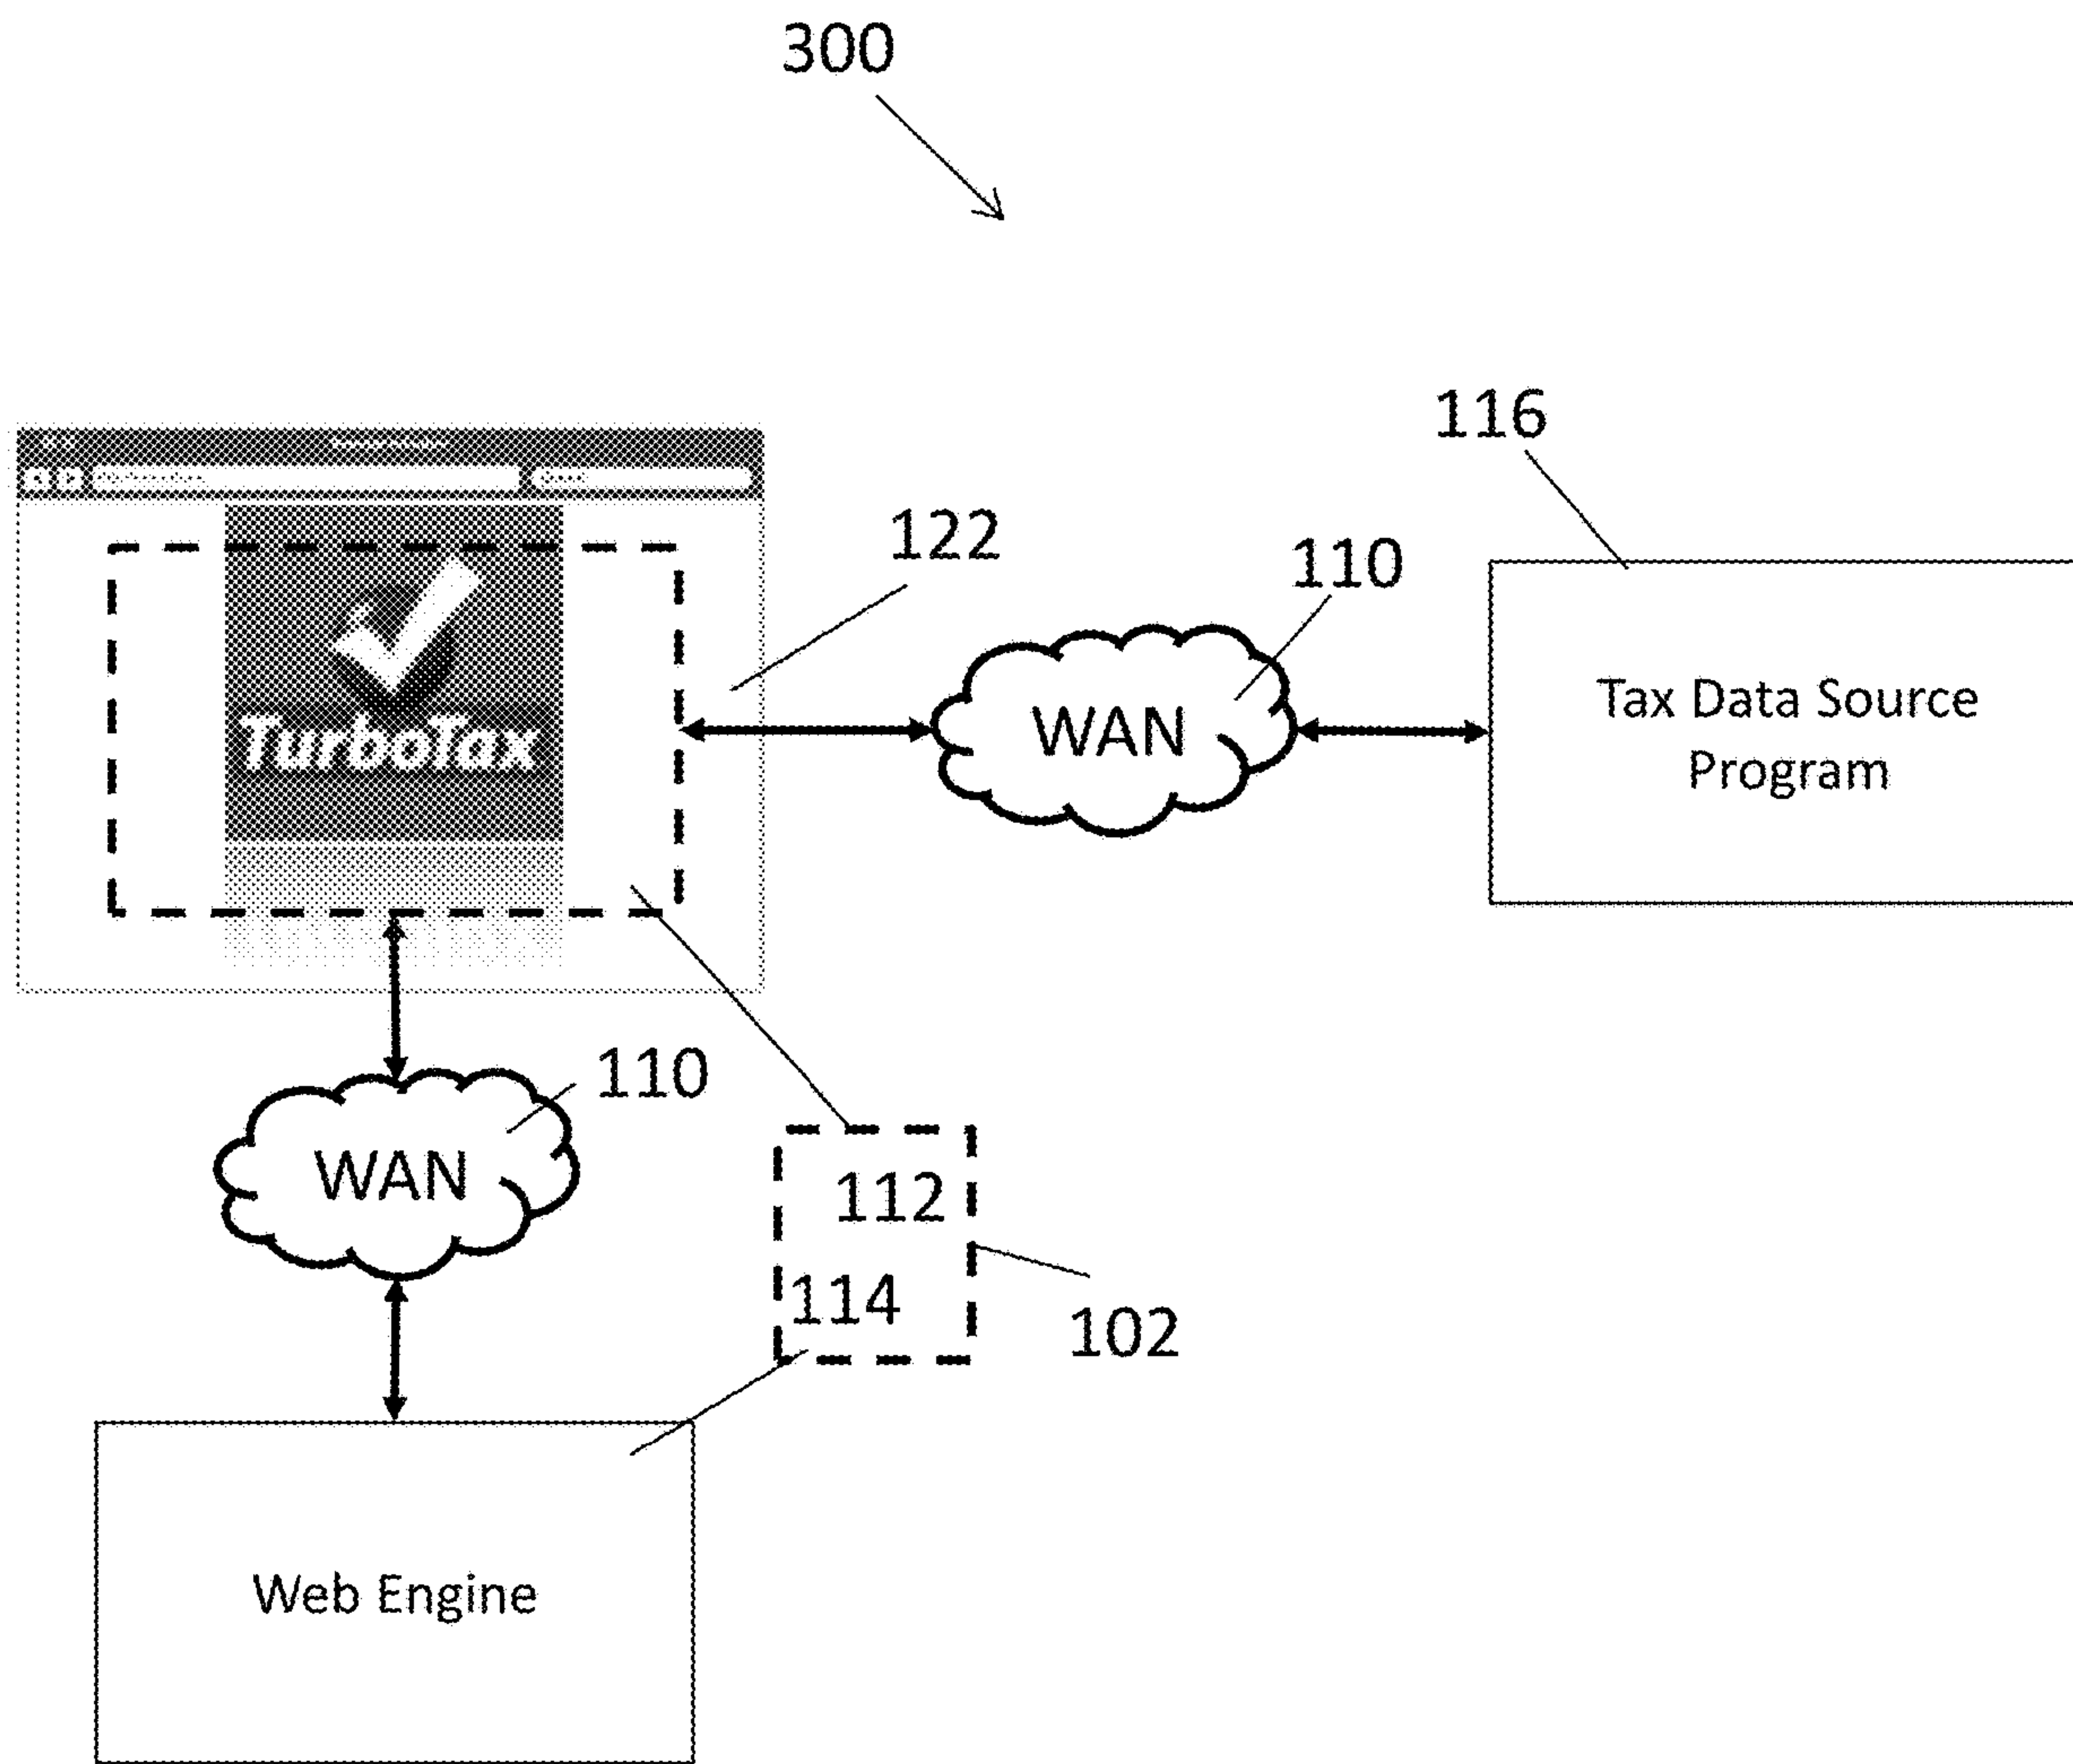 300
116
122
110
TurboTax
WAN
Tax Data Source
Program
110
WAN
112
114
102
Web Engine